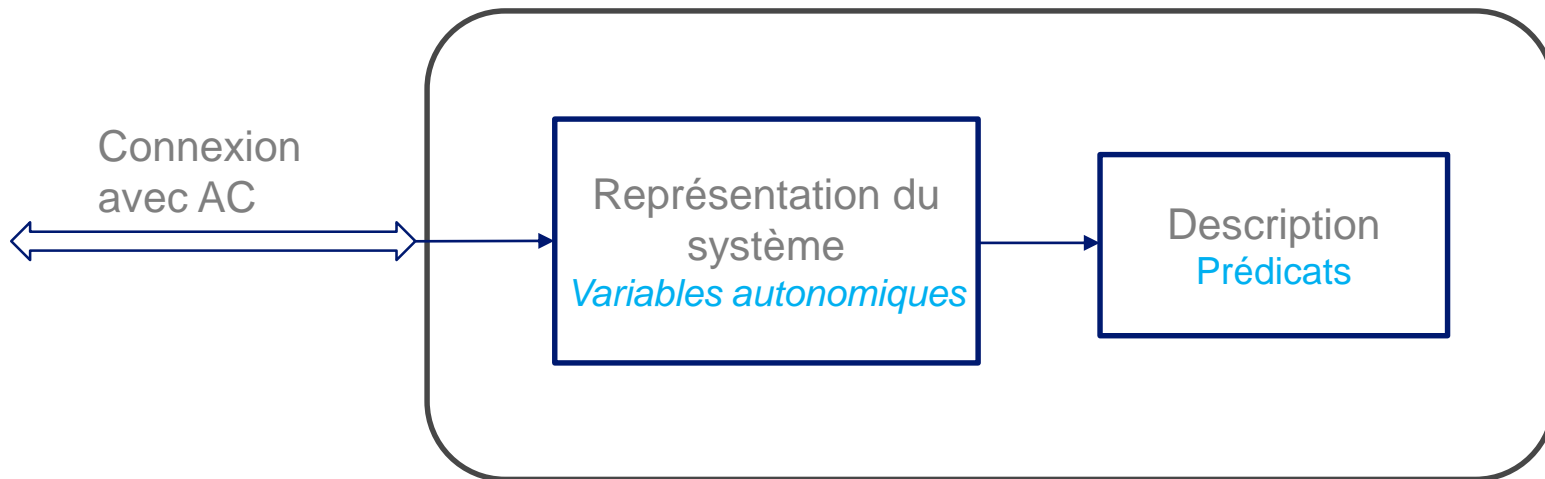 Connexion
avec AC
Représentation du
système
Variables autonomiques
Description
Prédicats